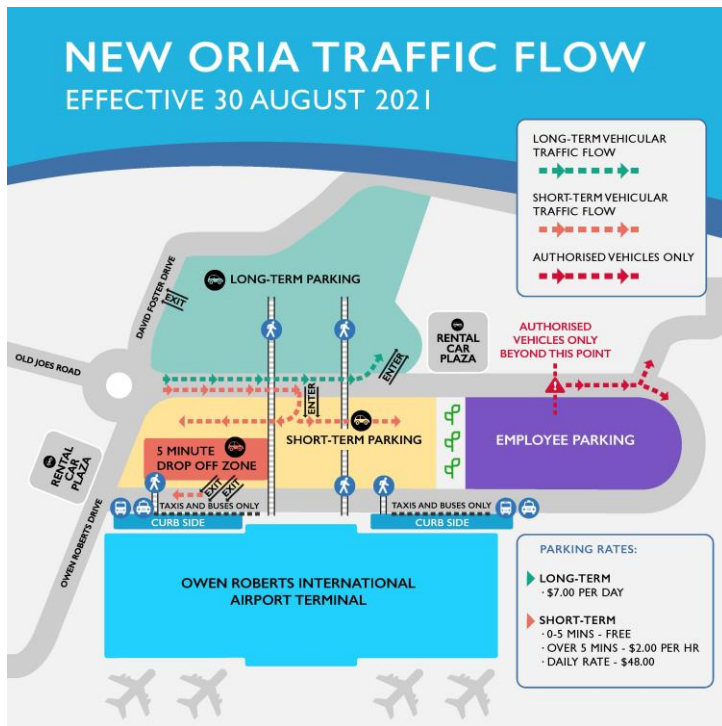 NEW ORIA TRAFFIC FLOW
EFFECTIVE 30 AUGUST 2021
LONG-TERM VEHICULAR
TRAFFIC FLOW
SHORT-TERM VEHICULAR
TRAFFIC FLOW
AUTHORISED VEHICLES ONLY
LONG-TERM PARKING
DAVID FOSTER DRIVE
EXIT
OLD JOES ROAD
RENTAL
CAR
PLAZA
AUTHORISED
VEHICLES ONLY
BEYOND THIS POINT
ENTER
ENTER
SHORT-TERM PARKING
5 MINUTE
DROP OFF ZONE
EMPLOYEE PARKING
RENTAL
CAR
PLAZA
OWEN ROBERTS DRIVE
EXIT
EXIT
TAXIS AND BUSES ONLY
CURB SIDE
TAXIS AND BUSES ONLY
CURB SIDE
OWEN ROBERTS INTERNATIONAL
AIRPORT TERMINAL
PARKING RATES:
LONG-TERM
· $7.00 PER DAY
SHORT-TERM
· 0-5 MINS - FREE
· OVER 5 MINS - $2.00 PER HR
· DAILY RATE - $48.00